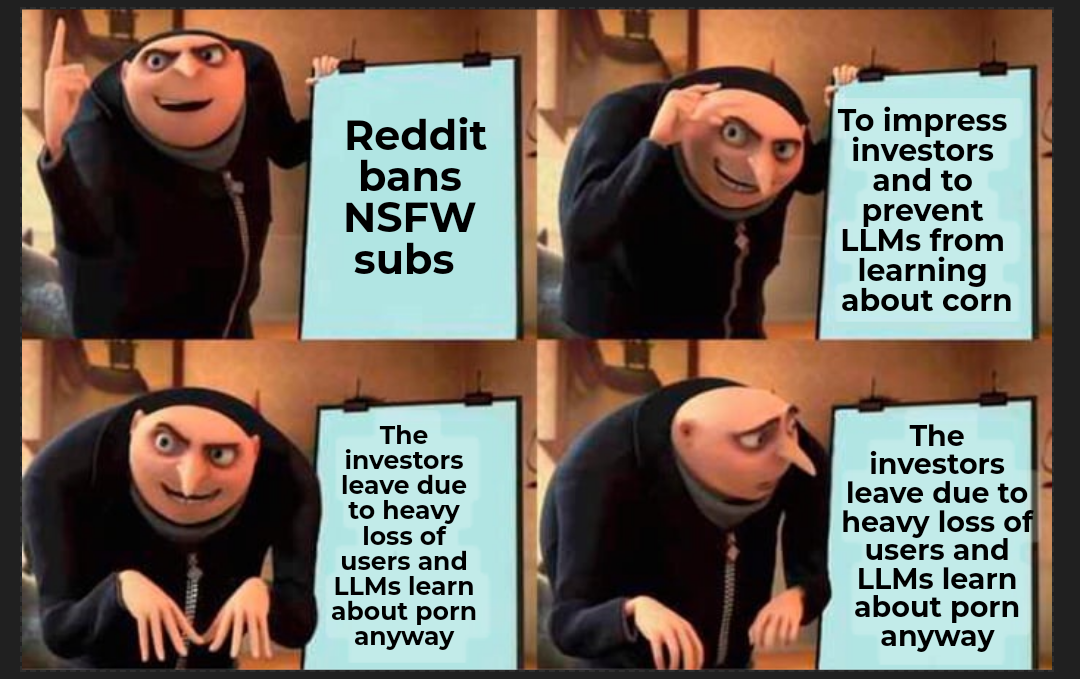 Reddit
bans
NSFW
subs
To impress
investors
and to
prevent
LLMs from
learning
about corn
The
investors
leave due
to heavy
loss of
users and
LLMs learn
about porn
anyway
The
investors
leave due to
heavy loss of
users and
LLMs learn
about porn
anyway